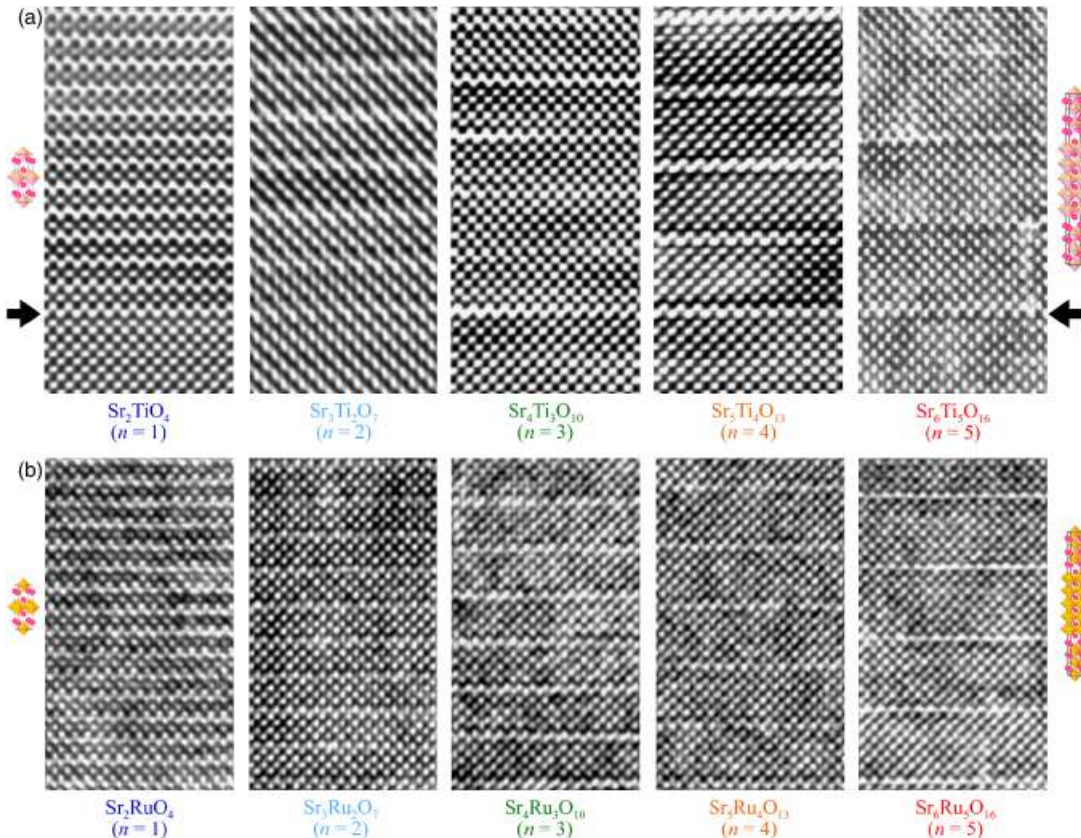 (a)
Sr₂TiO₄ Sr₃Ti₂O₇ Sr₄Ti₃O₁₀ Sr₅Ti₄O₁₃ Sr₆Ti₅O₁₆
(n = 1) (n = 2) (n = 3) (n = 4) (n = 5)
(b)
Sr₂RuO₄ Sr₃Ru₂O₇ Sr₄Ru₃O₁₀ Sr₅Ru₄O₁₃ Sr₆Ru₅O₁₆
(n = 1) (n = 2) (n = 3) (n = 4) (n = 5)